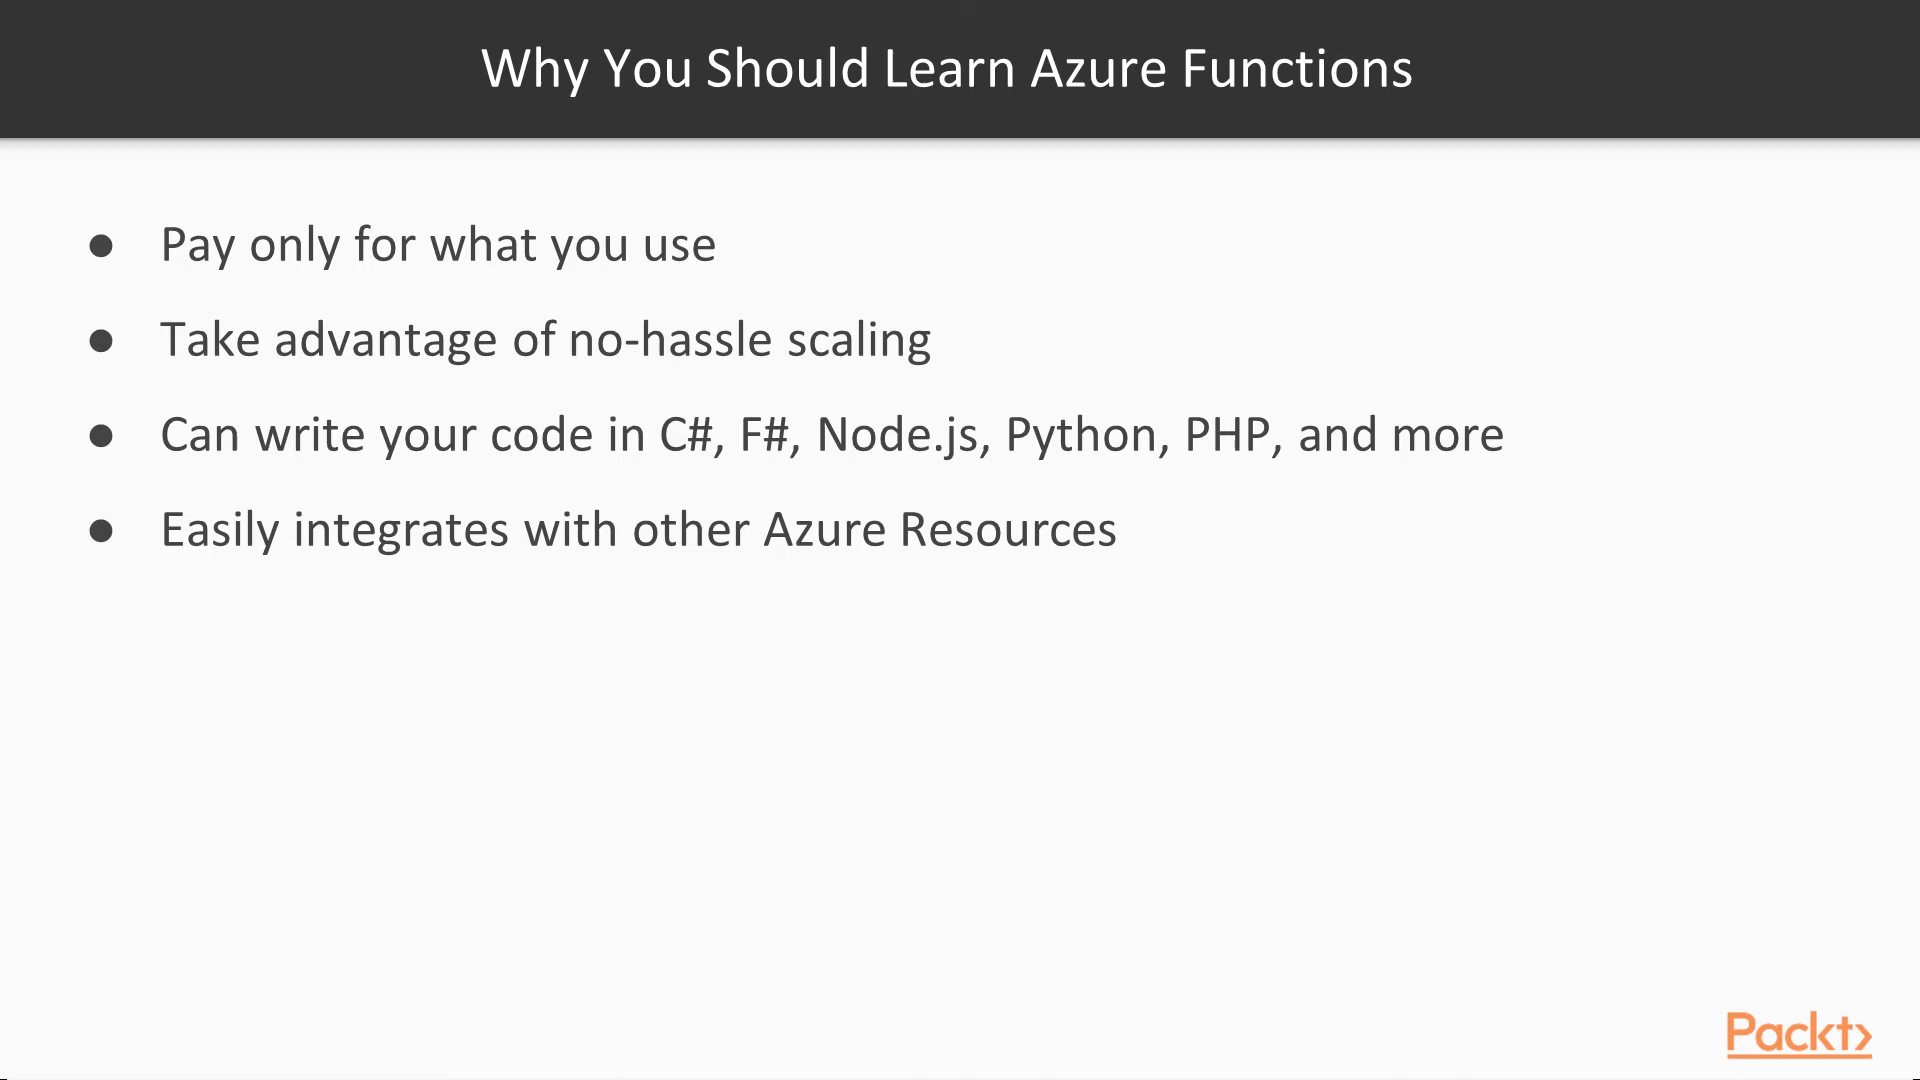 Why You Should Learn Azure Functions
● Pay only for what you use
● Take advantage of no-hassle scaling
● Can write your code in C#, F#, Node.js, Python, PHP, and more
● Easily integrates with other Azure Resources
Packt>